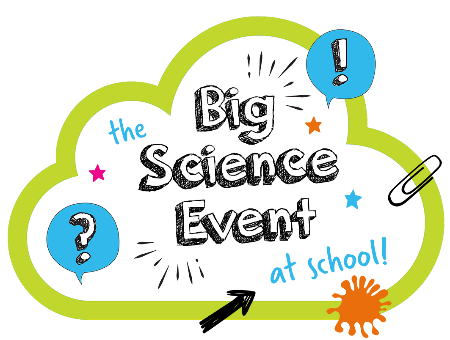 !
the
Big
Science
Event
?
at school!